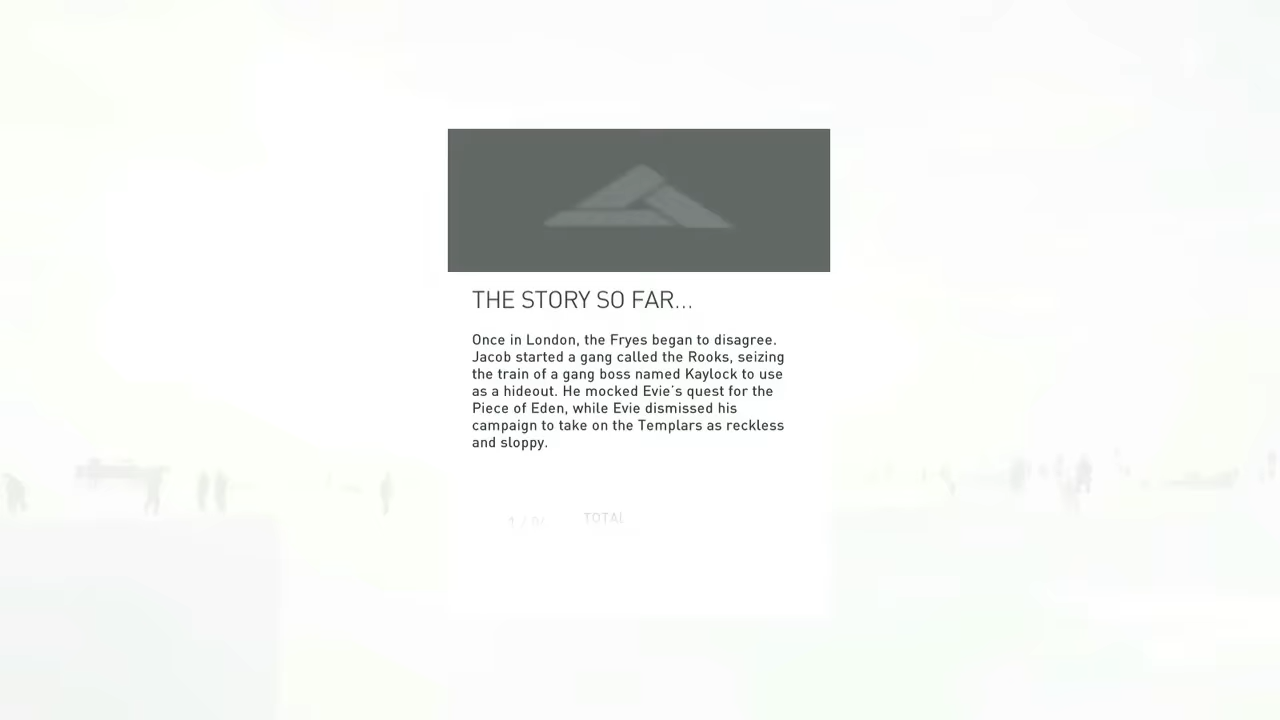 THE STORY SO FAR...
Once in London, the Fryes began to disagree.
Jacob started a gang called the Rooks, seizing
the train of a gang boss named Kaylock to use
as a hideout. He mocked Evie's quest for the
Piece of Eden, while Evie dismissed his
campaign to take on the Templars as reckless
and sloppy.
TOTAL